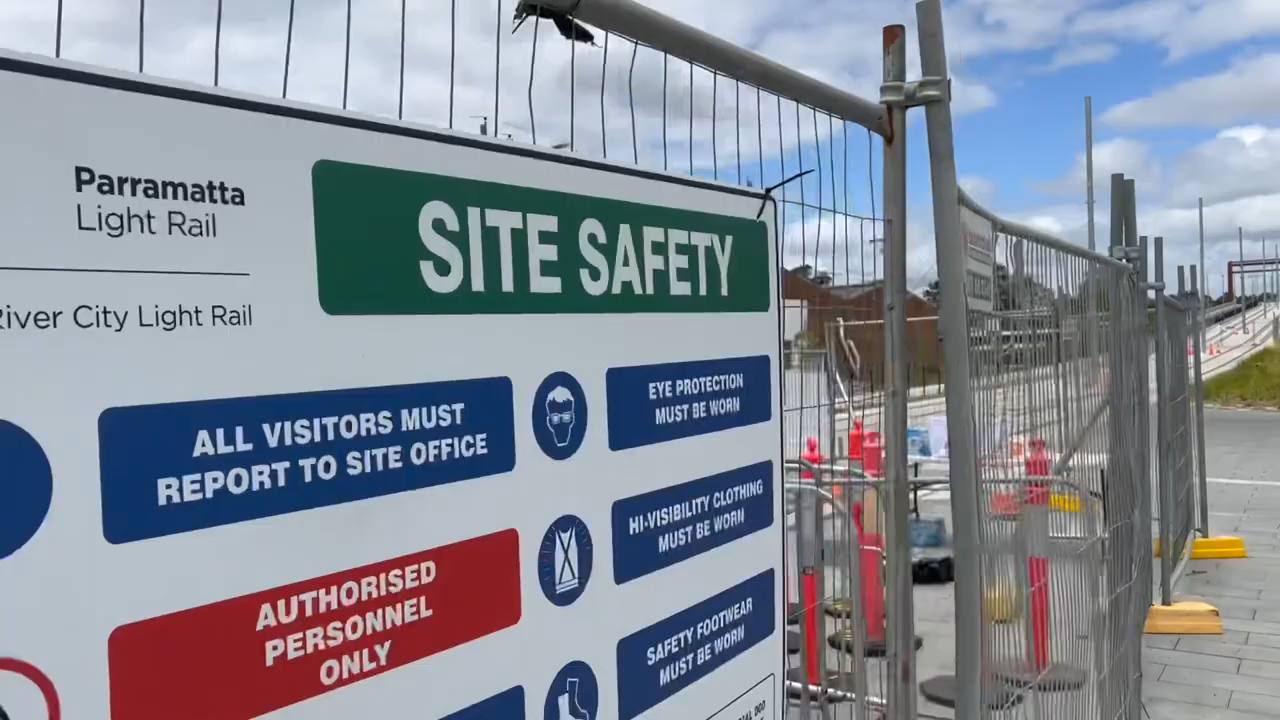 Parramatta
Light Rail
River City Light Rail
SITE SAFETY
ALL VISITORS MUST
REPORT TO SITE OFFICE
AUTHORISED
PERSONNEL
ONLY
EYE PROTECTION
MUST BE WORN
HI-VISIBILITY CLOTHING
MUST BE WORN
SAFETY FOOTWEAR
MUST BE WORN